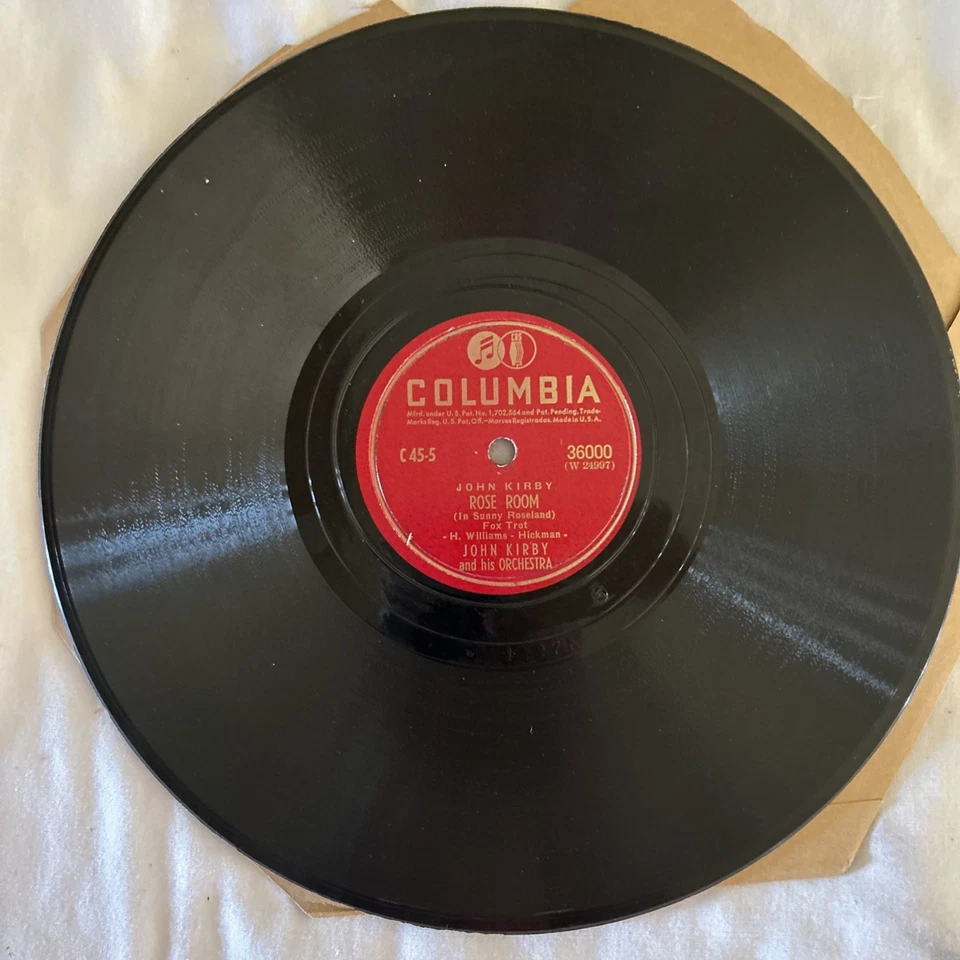 CBS
COLUMBIA
Mfrd. under U.S. Pat. No. 1,702,564 and Pat. Pending. Trade-
Marks Reg. U.S. Pat. Off.-Marcas Registradas. Made in U.S.A.
C 45-5 36000
(W 24997)
JOHN KIRBY
ROSE ROOM
(In Sunny Roseland)
Fox Trot
- H. Williams - Hickman -
JOHN KIRBY
and his ORCHESTRA